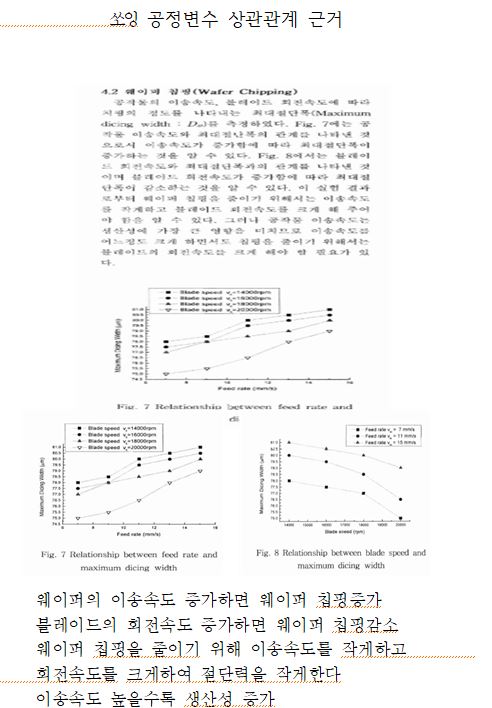 쏘잉 공정변수 상관관계 근거
4.2 웨이퍼 칩핑(Wafer Chipping)
공작물의 이송속도, 블레이드 회전속도에 따라
치핑의 정도를 나타내는 최대절단폭(Maximum
dicing width : 를 측정하였다. Fig. 7에는 공
작물 이송속도와 최대절단폭의 관계를 나타낸 것
으로서 이송속도가 증가함에 따라 최대절단폭이
증가하는 것을 알 수 있다. Fig. 8에서는 블레이
드 회전속도와 최대절단폭과의 관계를 나타낸 것
이며 블레이드 회전속도가 증가함에 따라 최대절
단폭이 감소하는 것을 알 수 있다. 이 실험 결과
로부터 웨이퍼 칩핑을 줄이기 위해서는 이송속도
를 작게하고 블레이드 회전속도를 크게 해 주어
야 함을 알 수 있다. 그러나 공작물 이송속도는
생산성에 가장 큰 영향을 미치므로 이송속도를
어느정도 크게 하면서도 칩핑을 줄이기 위해서는
블레이드의 회전속도를 크게 해야 할 필요가 있
다.
Blade speed v =14000rpm
Blade speed v =16000rpm
Blade speed v =18000rpm
Blade speed v =20000rpm
Maximum Dicing Width (μm)
Feed rate (mm/s)
Fig. 7 Relationship between feed rate and
di
Blade speed v =14000rpm
Blade speed v =16000rpm
Blade speed v =18000rpm
Blade speed v =20000rpm
Maximum Dicing Width (μm)
Feed rate (mm/s)
Fig. 7 Relationship between feed rate and
maximum dicing width
Feed rate v = 7 mm/s
Feed rate v = 11 mm/s
Feed rate v = 15 mm/s
Maximum Dicing Width (μm)
14000 15000 16000 17000 18000 19000 20000
Blade speed (rpm)
Fig. 8 Relationship between blade speed and
maximum dicing width
웨이퍼의 이송속도 증가하면 웨이퍼 칩핑증가
블레이드의 회전속도 증가하면 웨이퍼 칩핑감소
웨이퍼 칩핑을 줄이기 위해 이송속도를 작게하고
회전속도를 크게하여 절단력을 작게한다
이송속도 높을수록 생산성 증가